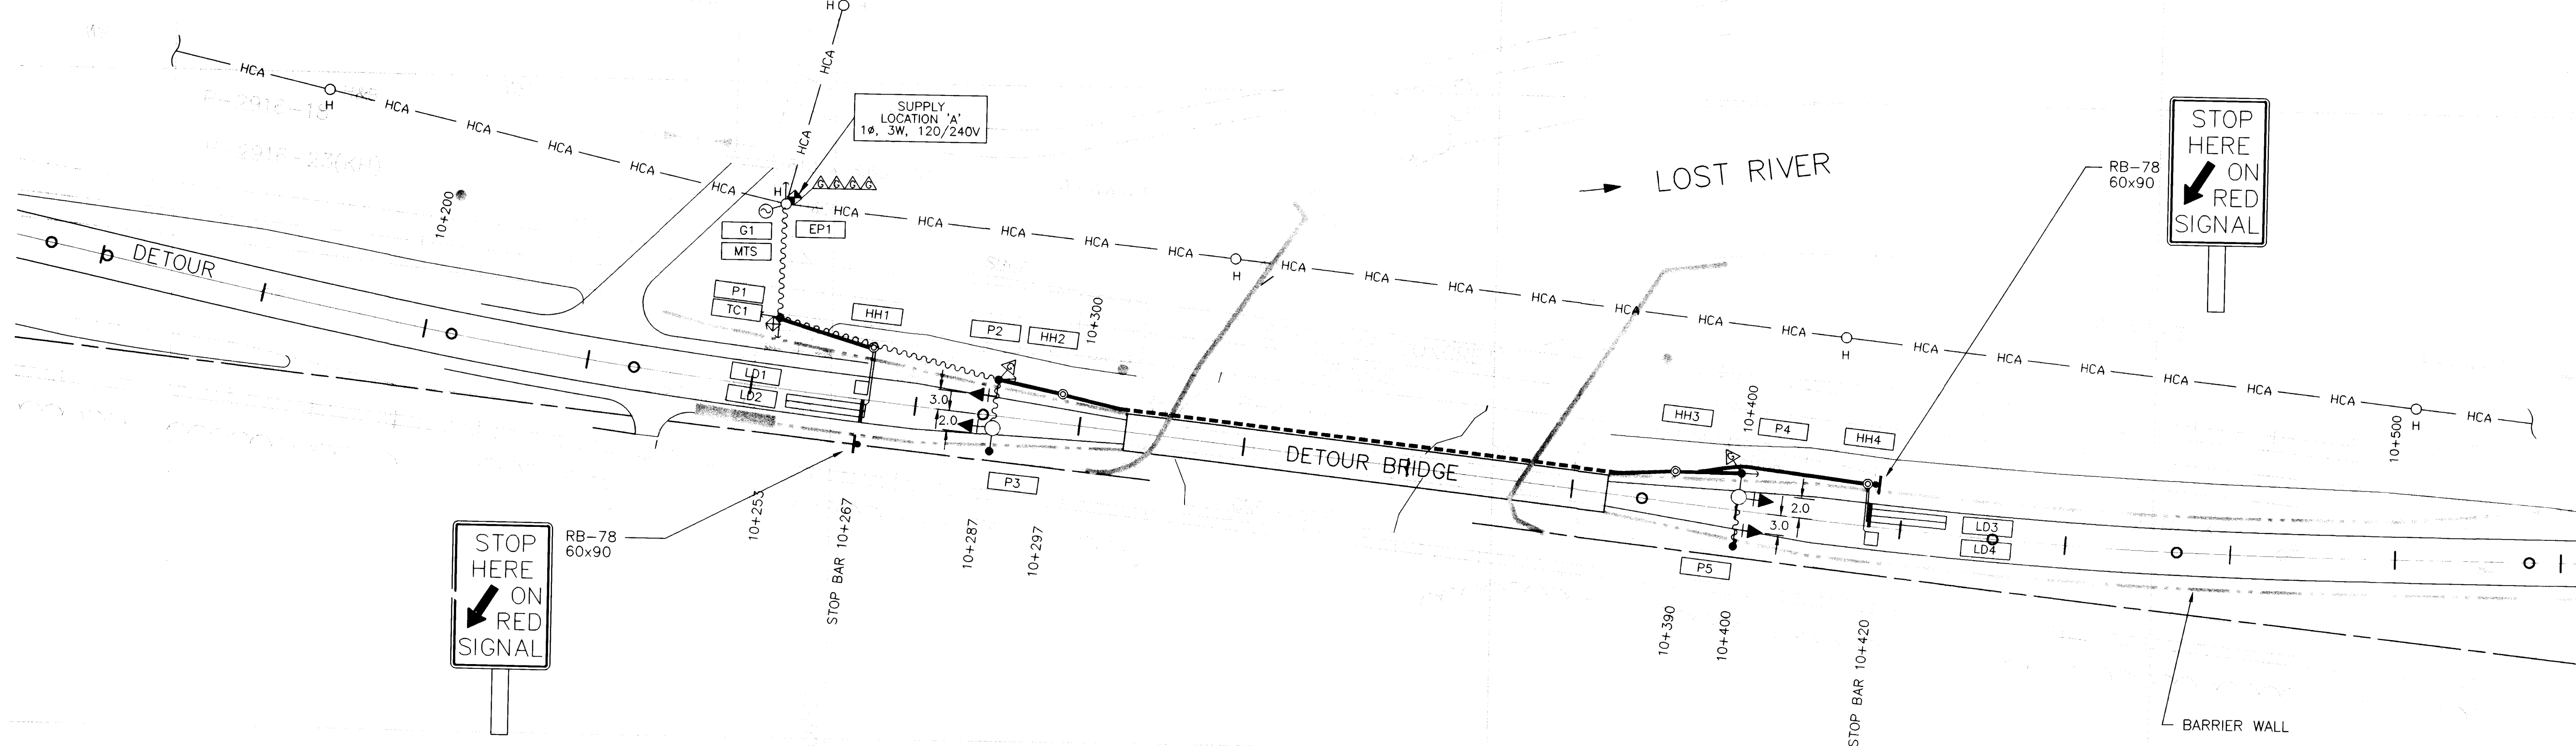 H
HCA
HCA
H
HCA
HCA
HCA
HCA
HCA
HCA
HCA
SUPPLY
LOCATION 'A'
1ø, 3W, 120/240V
H
G G G G
G1
EP1
MTS
HCA
HCA
HCA
HCA
HCA
H
HCA
HCA
HCA
HCA
HCA
HCA
H
HCA
HCA
HCA
HCA
HCA
HCA
H
HCA
LOST RIVER
RB-78
60x90
STOP
HERE
ON
RED
SIGNAL
10+200
DETOUR
P1
TC1
HH1
P2
HH2
10+300
G
LD1
LD2
3.0
2.0
P3
DETOUR BRIDGE
HH3
10+400
P4
HH4
G
2.0
3.0
P5
LD3
LD4
10+500
STOP
HERE
ON
RED
SIGNAL
RB-78
60x90
10+253
STOP BAR 10+267
10+287
10+297
10+390
10+400
STOP BAR 10+420
BARRIER WALL